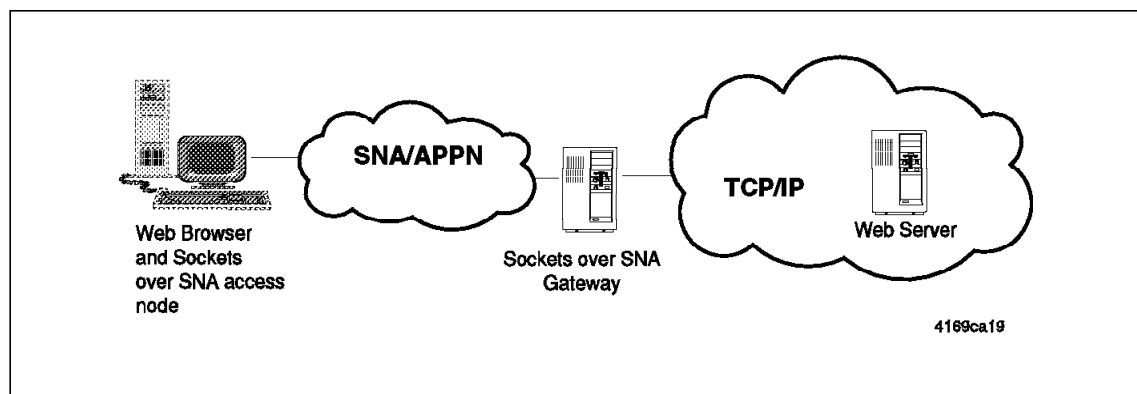 SNA/APPN
TCP/IP
Web Browser
and Sockets
over SNA access
node
Sockets over SNA
Gateway
Web Server
4169ca19